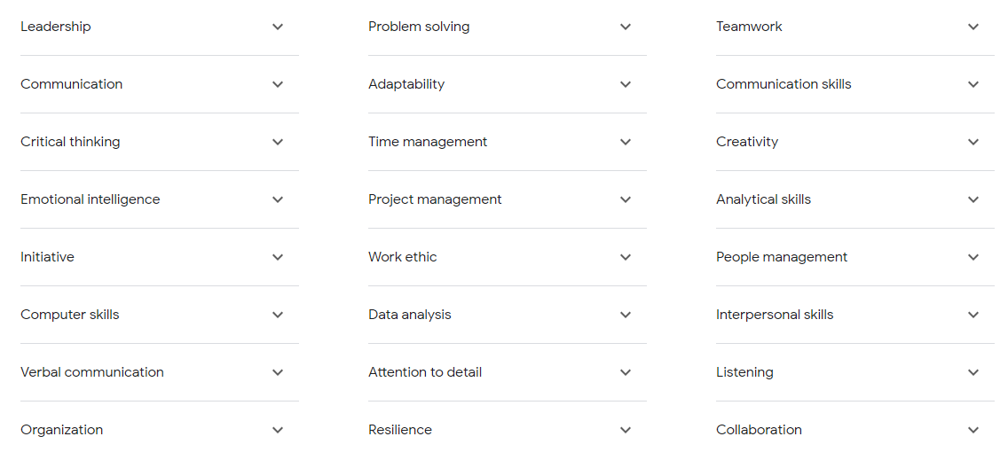 Leadership
Problem solving
Teamwork
Communication
Adaptability
Communication skills
Critical thinking
Time management
Creativity
Emotional intelligence
Project management
Analytical skills
Initiative
Work ethic
People management
Computer skills
Data analysis
Interpersonal skills
Verbal communication
Attention to detail
Listening
Organization
Resilience
Collaboration